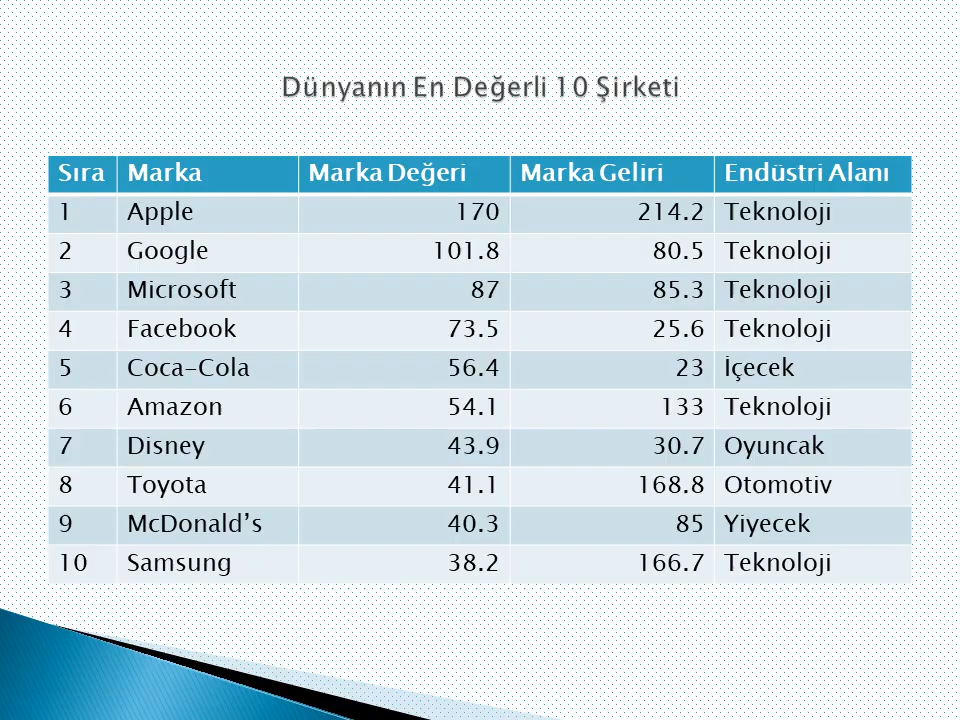 Dünyanın En Değerli 10 Şirketi
Sıra Marka Marka Değeri Marka Geliri Endüstri Alanı
1 Apple 170 214.2 Teknoloji
2 Google 101.8 80.5 Teknoloji
3 Microsoft 87 85.3 Teknoloji
4 Facebook 73.5 25.6 Teknoloji
5 Coca-Cola 56.4 23 İçecek
6 Amazon 54.1 133 Teknoloji
7 Disney 43.9 30.7 Oyuncak
8 Toyota 41.1 168.8 Otomotiv
9 McDonald’s 40.3 85 Yiyecek
10 Samsung 38.2 166.7 Teknoloji